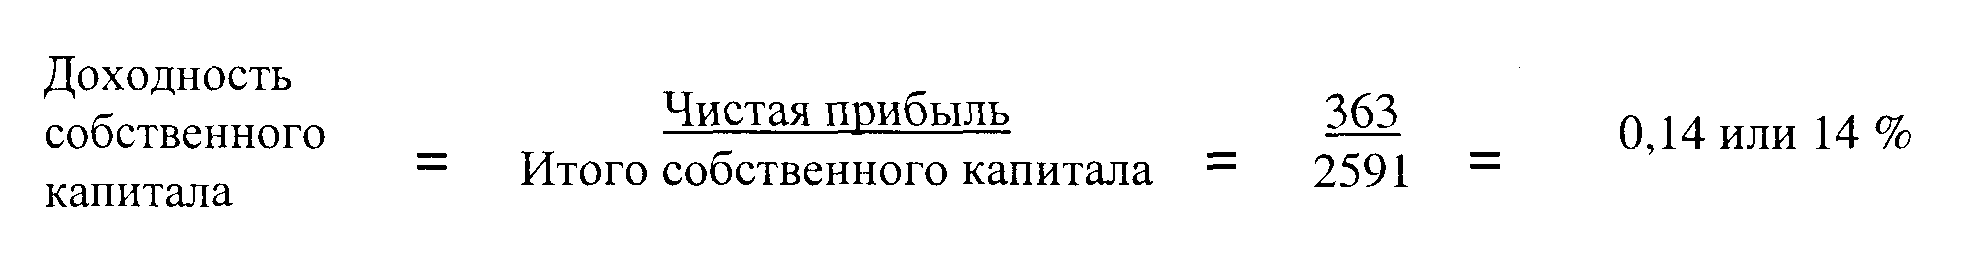 Доходность
собственного
капитала
=
Чистая прибыль
Итого собственного капитала
=
363
2591
=
0,14 или 14 %